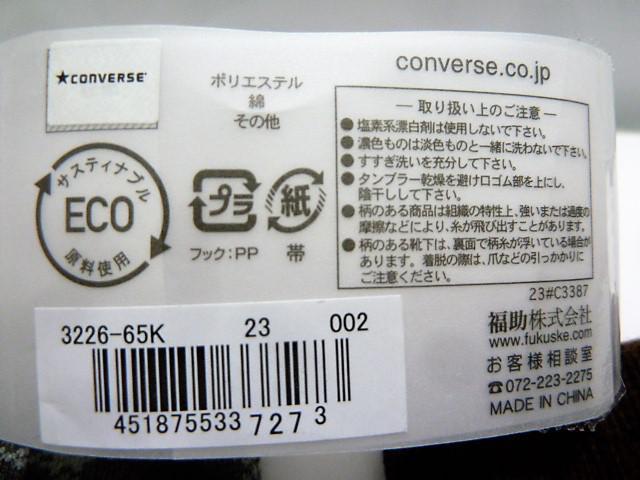 ★CONVERSE®
ポリエステル
綿
その他
converse.co.jp
サスティナブル
ECO
原料使用
プラ
フック:PP
紙
帯
― 取り扱い上のご注意 ―
●塩素系漂白剤は使用しないで下さい。
●濃色ものは淡色ものと一緒に洗わないで下さい。
●すすぎ洗いを充分して下さい。
●タンブラー乾燥を避け口ゴム部を上にし、
陰干しして下さい。
●柄のある商品は組織の特性上、強いまたは過度の
摩擦などにより、糸が飛び出すことがあります。
●柄のある靴下は、裏面で柄糸が浮いている場合が
あります。着脱の際は、爪などの引っかかりに
ご注意ください。
23#C3387
福助株式会社
www.fukuske.com
お客様相談室
☎072-223-2275
MADE IN CHINA
3226-65K 23 002
4518755337273